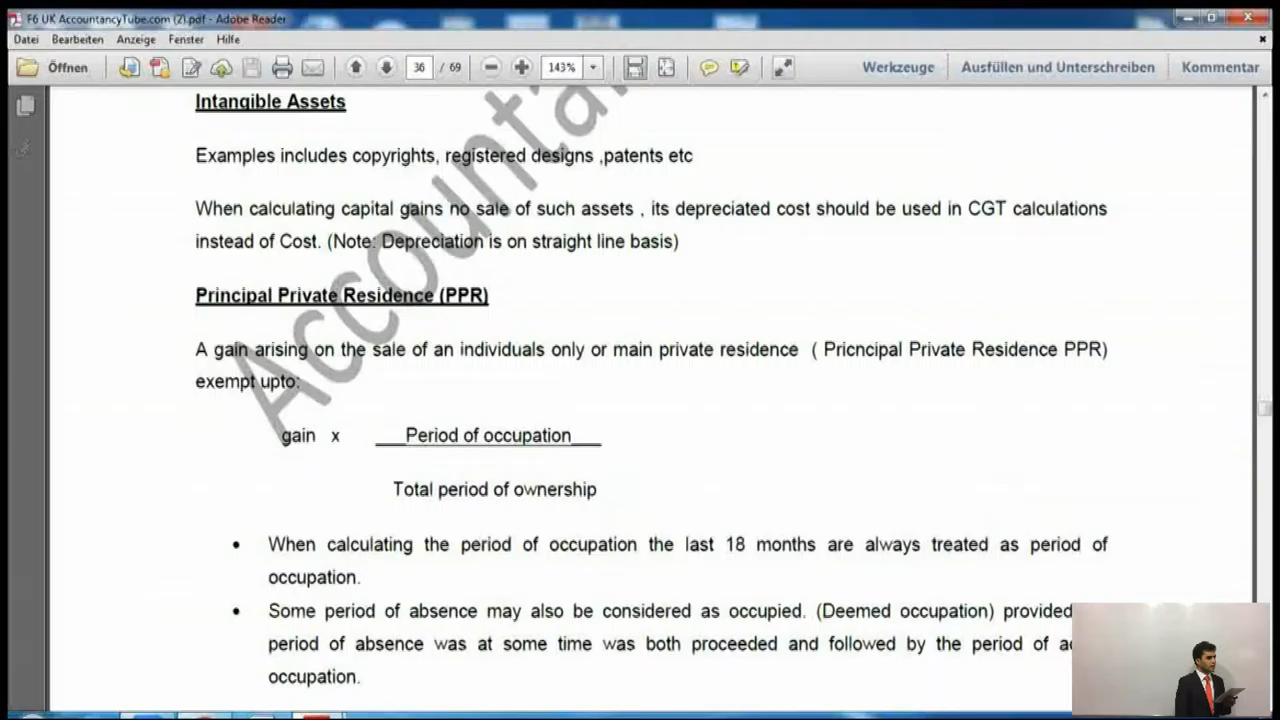 F6 UK AccountancyTube.com (2).pdf - Adobe Reader
Datei Bearbeiten Anzeige Fenster Hilfe
Öffnen 36 / 69 143% Werkzeuge Ausfüllen und Unterschreiben Kommentar
Intangible Assets
Examples includes copyrights, registered designs ,patents etc
When calculating capital gains no sale of such assets , its depreciated cost should be used in CGT calculations
instead of Cost. (Note: Depreciation is on straight line basis)
Principal Private Residence (PPR)
A gain arising on the sale of an individuals only or main private residence ( Pricncipal Private Residence PPR)
exempt upto:
gain x Period of occupation
Total period of ownership
• When calculating the period of occupation the last 18 months are always treated as period of
occupation.
• Some period of absence may also be considered as occupied. (Deemed occupation) provided
period of absence was at some time was both proceeded and followed by the period of
occupation.
Accounta